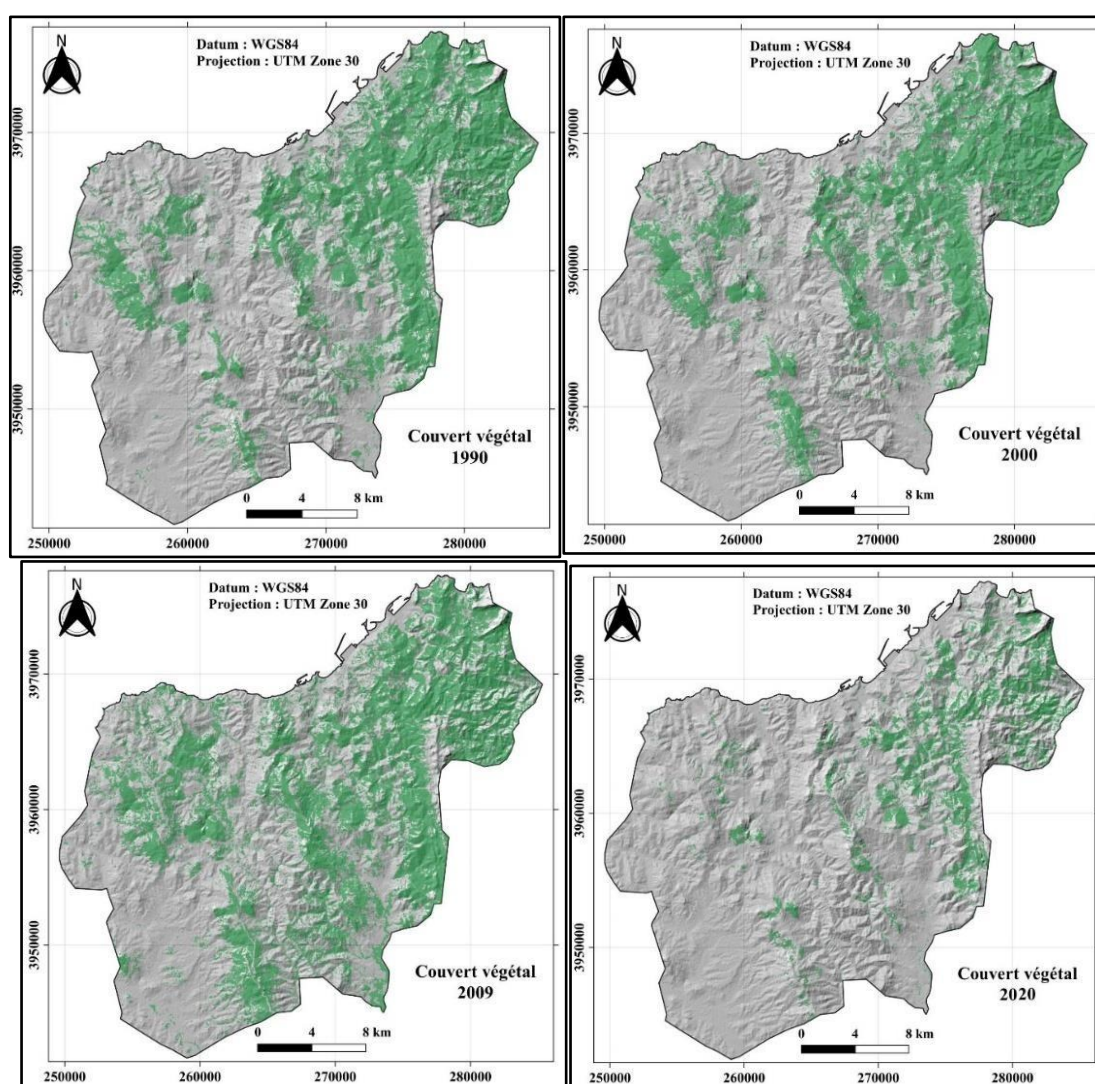 N
Datum : WGS84
Projection : UTM Zone 30
3970000
3960000
3950000
Couvert végétal
1990
0 4 8 km
250000 260000 270000 280000
N
Datum : WGS84
Projection : UTM Zone 30
3970000
3960000
3950000
Couvert végétal
2000
0 4 8 km
250000 260000 270000 280000
N
Datum : WGS84
Projection : UTM Zone 30
3970000
3960000
3950000
Couvert végétal
2009
0 4 8 km
250000 260000 270000 280000
N
Datum : WGS84
Projection : UTM Zone 30
3970000
3960000
3950000
Couvert végétal
2020
0 4 8 km
250000 260000 270000 280000